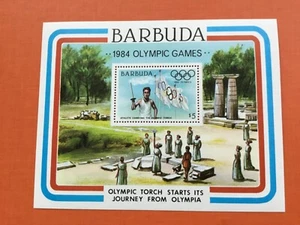 BARBUDA
1984 OLYMPIC GAMES
BARBUDA
$5
OLYMPIC TORCH STARTS ITS
JOURNEY FROM OLYMPIA